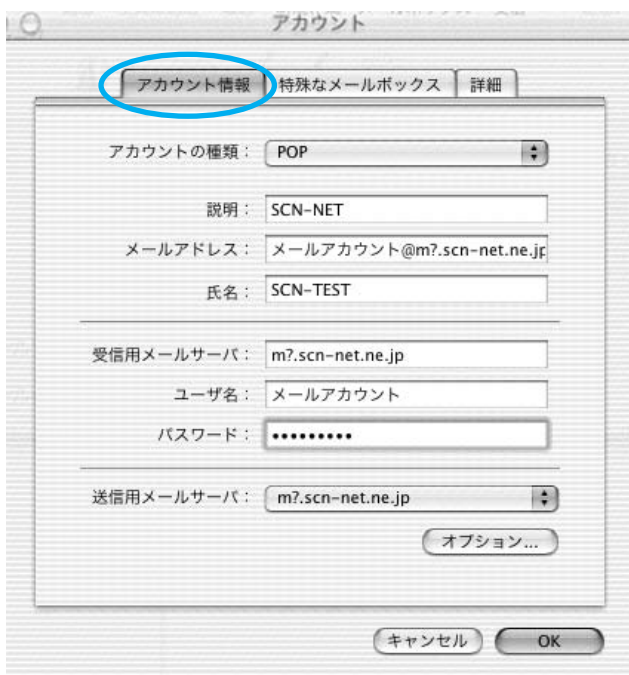 アカウント
アカウント情報 特殊なメールボックス 詳細
アカウントの種類： POP
説明： SCN-NET
メールアドレス： メールアカウント@m?.scn-net.ne.jp
氏名： SCN-TEST
受信用メールサーバ： m?.scn-net.ne.jp
ユーザ名： メールアカウント
パスワード： •••••••••
送信用メールサーバ： m?.scn-net.ne.jp
オプション...
キャンセル OK